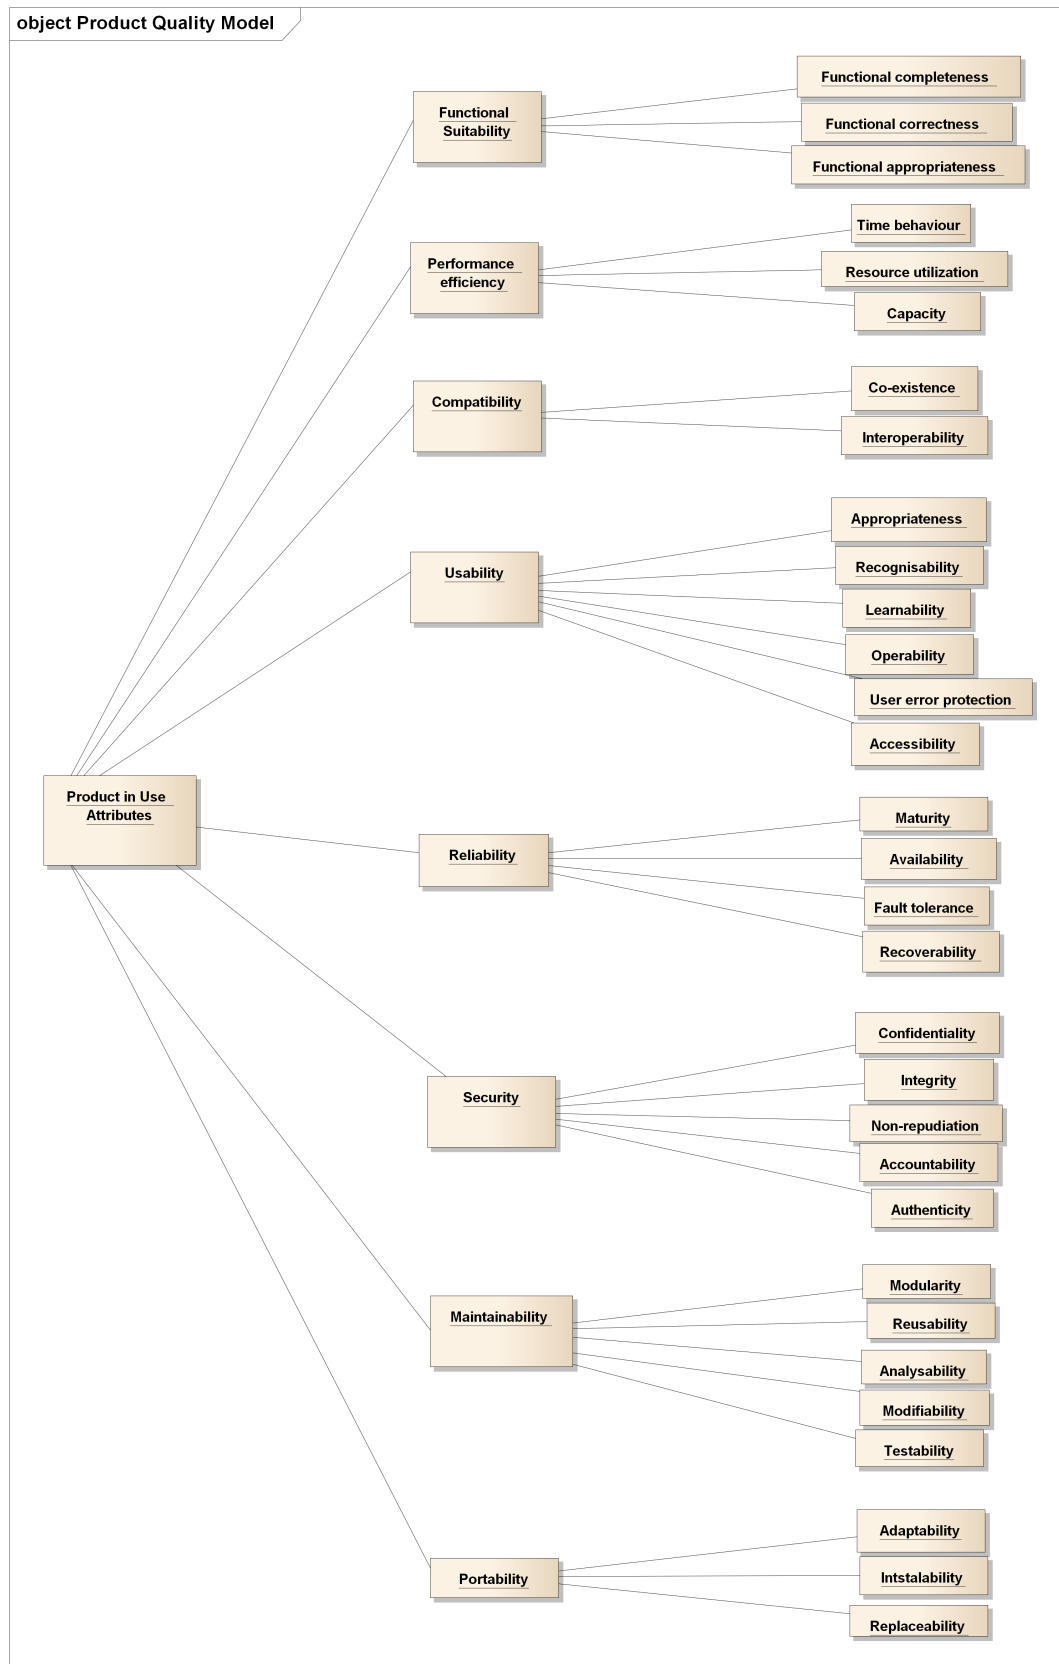 object Product Quality Model
Functional
Suitability
Functional completeness
Functional correctness
Functional appropriateness
Performance
efficiency
Time behaviour
Resource utilization
Capacity
Compatibility
Co-existence
Interoperability
Usability
Appropriateness
Recognisability
Learnability
Operability
User error protection
Accessibility
Product in Use
Attributes
Reliability
Maturity
Availability
Fault tolerance
Recoverability
Security
Confidentiality
Integrity
Non-repudiation
Accountability
Authenticity
Maintainability
Modularity
Reusability
Analysability
Modifiability
Testability
Portability
Adaptability
Intstalability
Replaceability